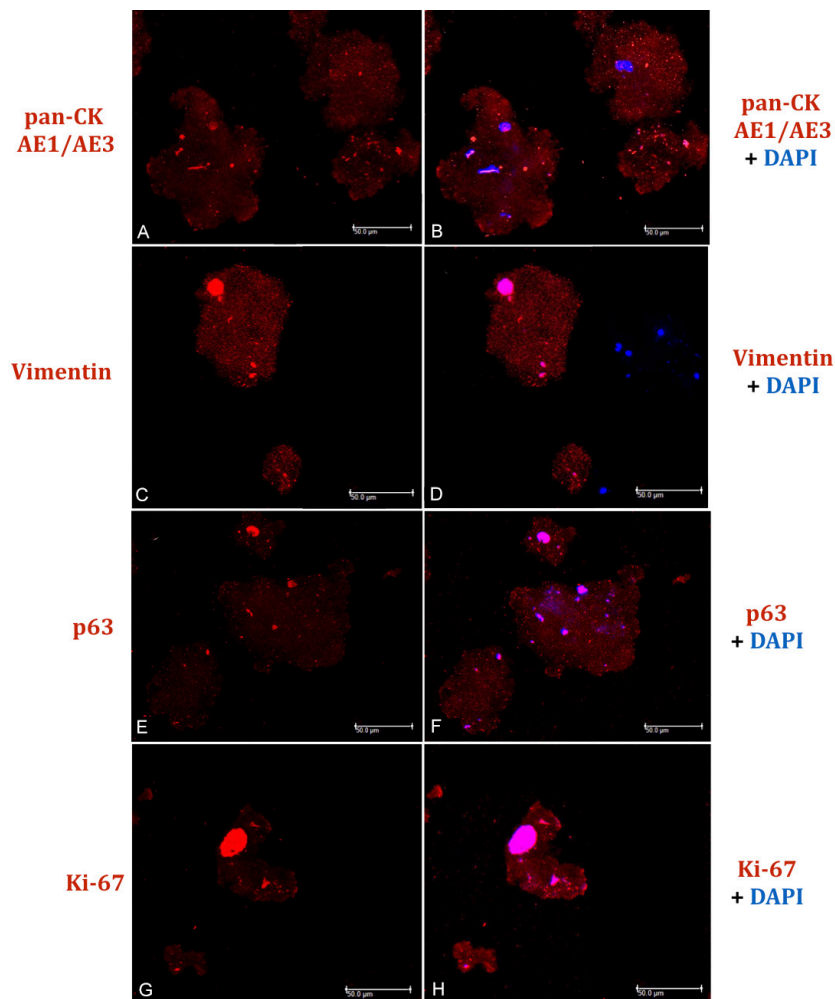 pan-CK
AE1/AE3
A
50.0 µm
B
50.0 µm
pan-CK
AE1/AE3
+ DAPI
Vimentin
C
50.0 µm
D
50.0 µm
Vimentin
+ DAPI
p63
E
50.0 µm
F
50.0 µm
p63
+ DAPI
Ki-67
G
50.0 µm
H
50.0 µm
Ki-67
+ DAPI